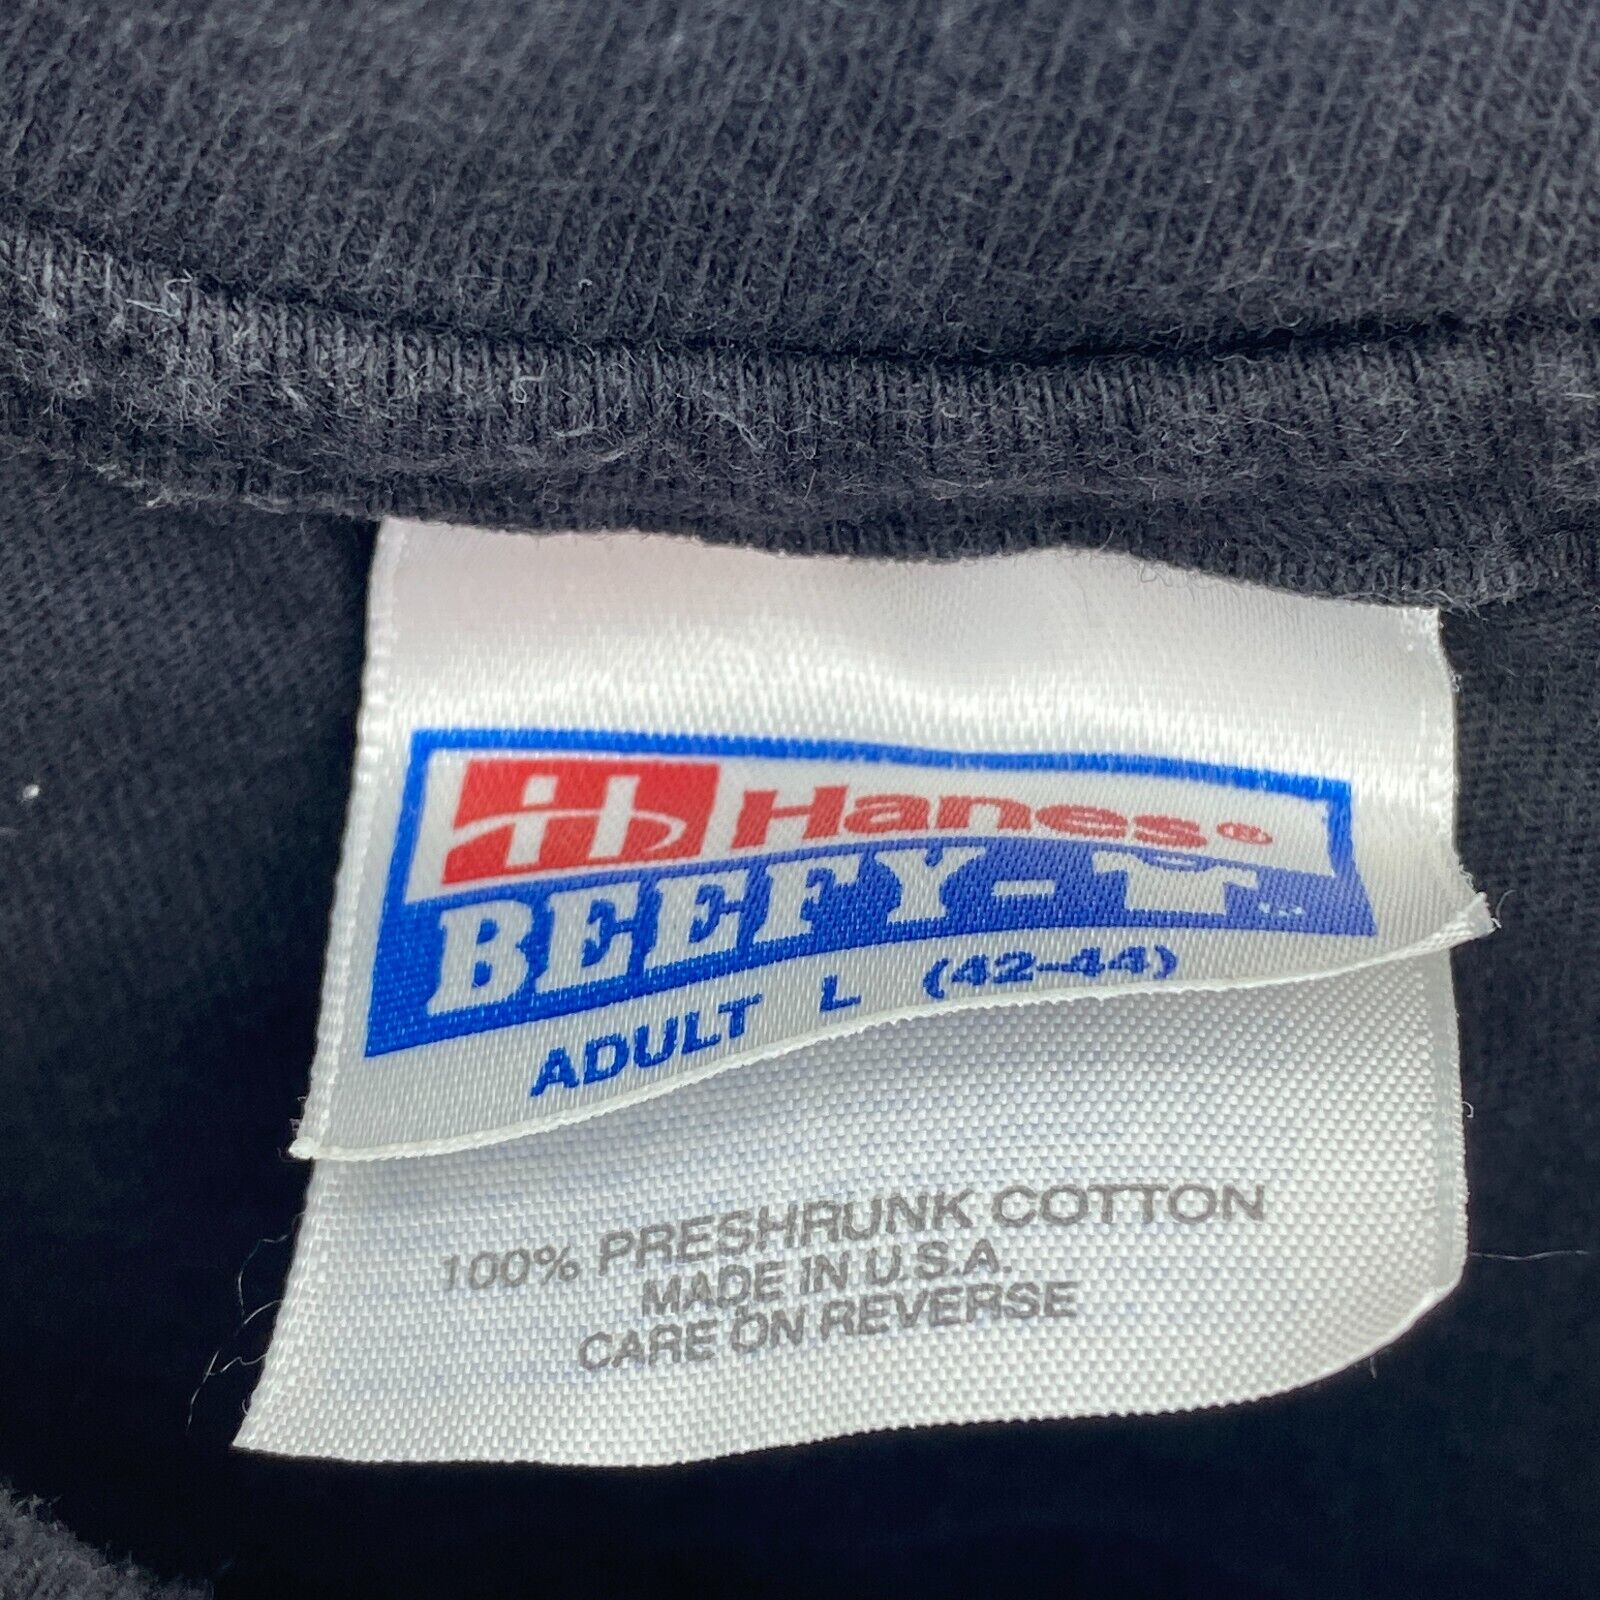 Hanes®
BEEFY-T
ADULT L (42-44)
100% PRESHRUNK COTTON
MADE IN U.S.A.
CARE ON REVERSE